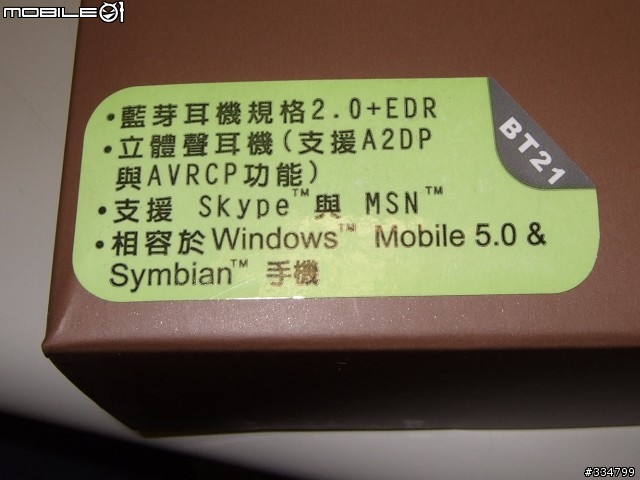 MOBILE01
•藍芽耳機規格2.0+EDR
•立體聲耳機(支援A2DP
與AVRCP功能)
•支援 Skype™與 MSN™
•相容於Windows™ Mobile 5.0 &
Symbian™ 手機
BT21
#334799